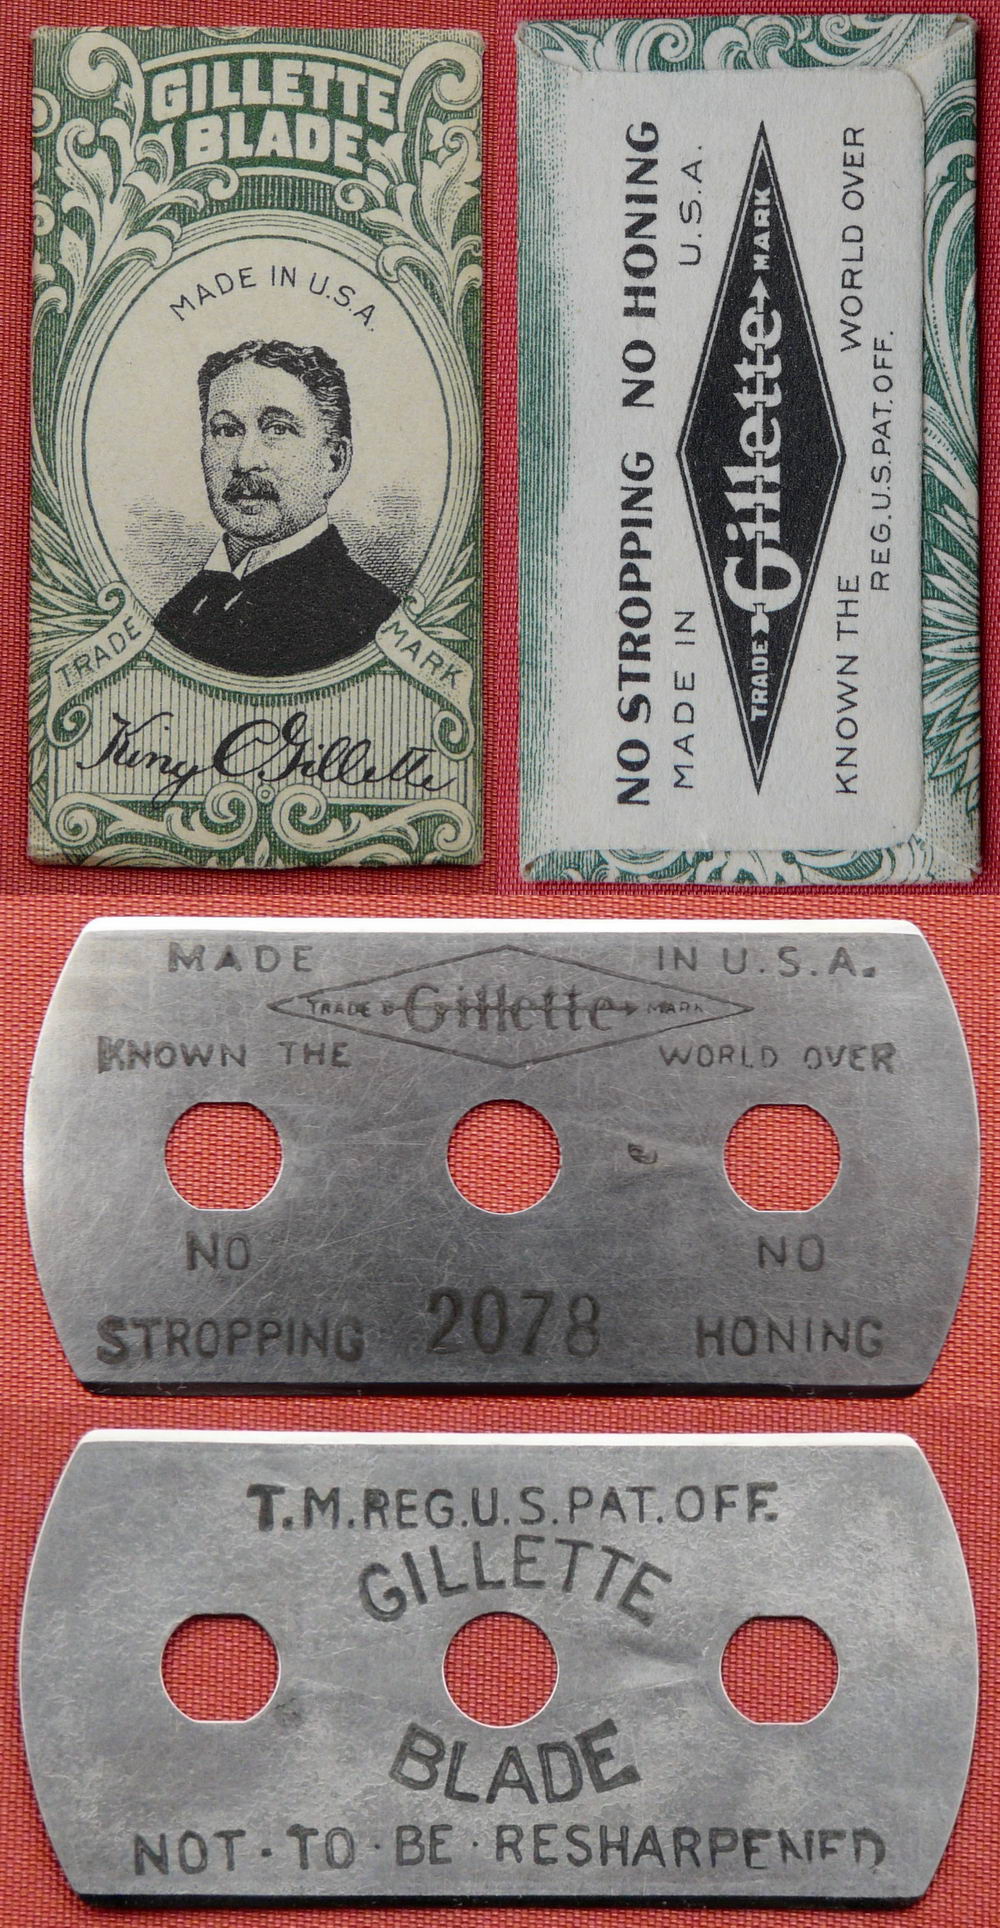 GILLETTE
BLADE
MADE IN U.S.A.
TRADE MARK
King C Gillette
NO STROPPING NO HONING
MADE IN U.S.A.
TRADE Gillette MARK
KNOWN THE WORLD OVER
REG.U.S.PAT.OFF.
MADE IN U.S.A.
TRADE Gillette MARK
KNOWN THE WORLD OVER
NO NO
STROPPING 2078 HONING
T.M.REG.U.S.PAT.OFF.
GILLETTE
BLADE
NOT·TO·BE·RESHARPENED